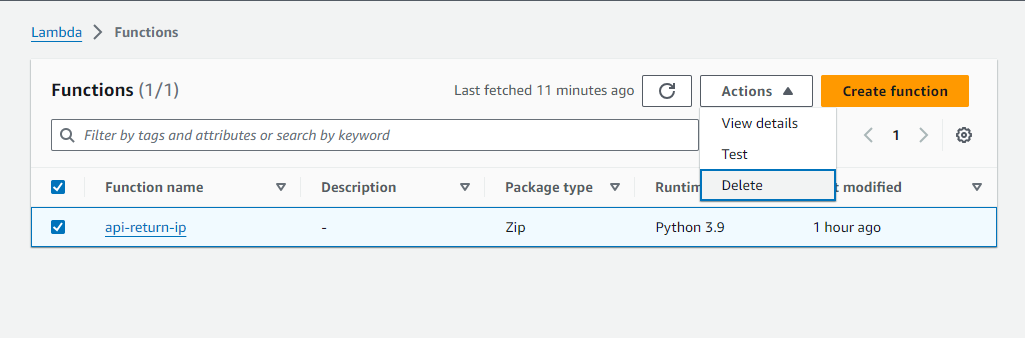 Lambda > Functions
Functions (1/1) Last fetched 11 minutes ago Actions Create function
Filter by tags and attributes or search by keyword 1
View details
Test
Delete
Function name Description Package type Runtim t modified
api-return-ip - Zip Python 3.9 1 hour ago